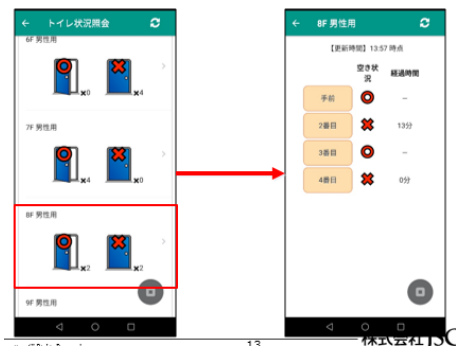 トイレ状況照会
6F 男性用
×0
×4
7F 男性用
×4
×0
8F 男性用
×2
×2
9F 男性用
8F 男性用
【更新時間】13:57 時点
空き状況
経過時間
手前
–
2番目
13分
3番目
–
4番目
0分
13
株式会社JSC